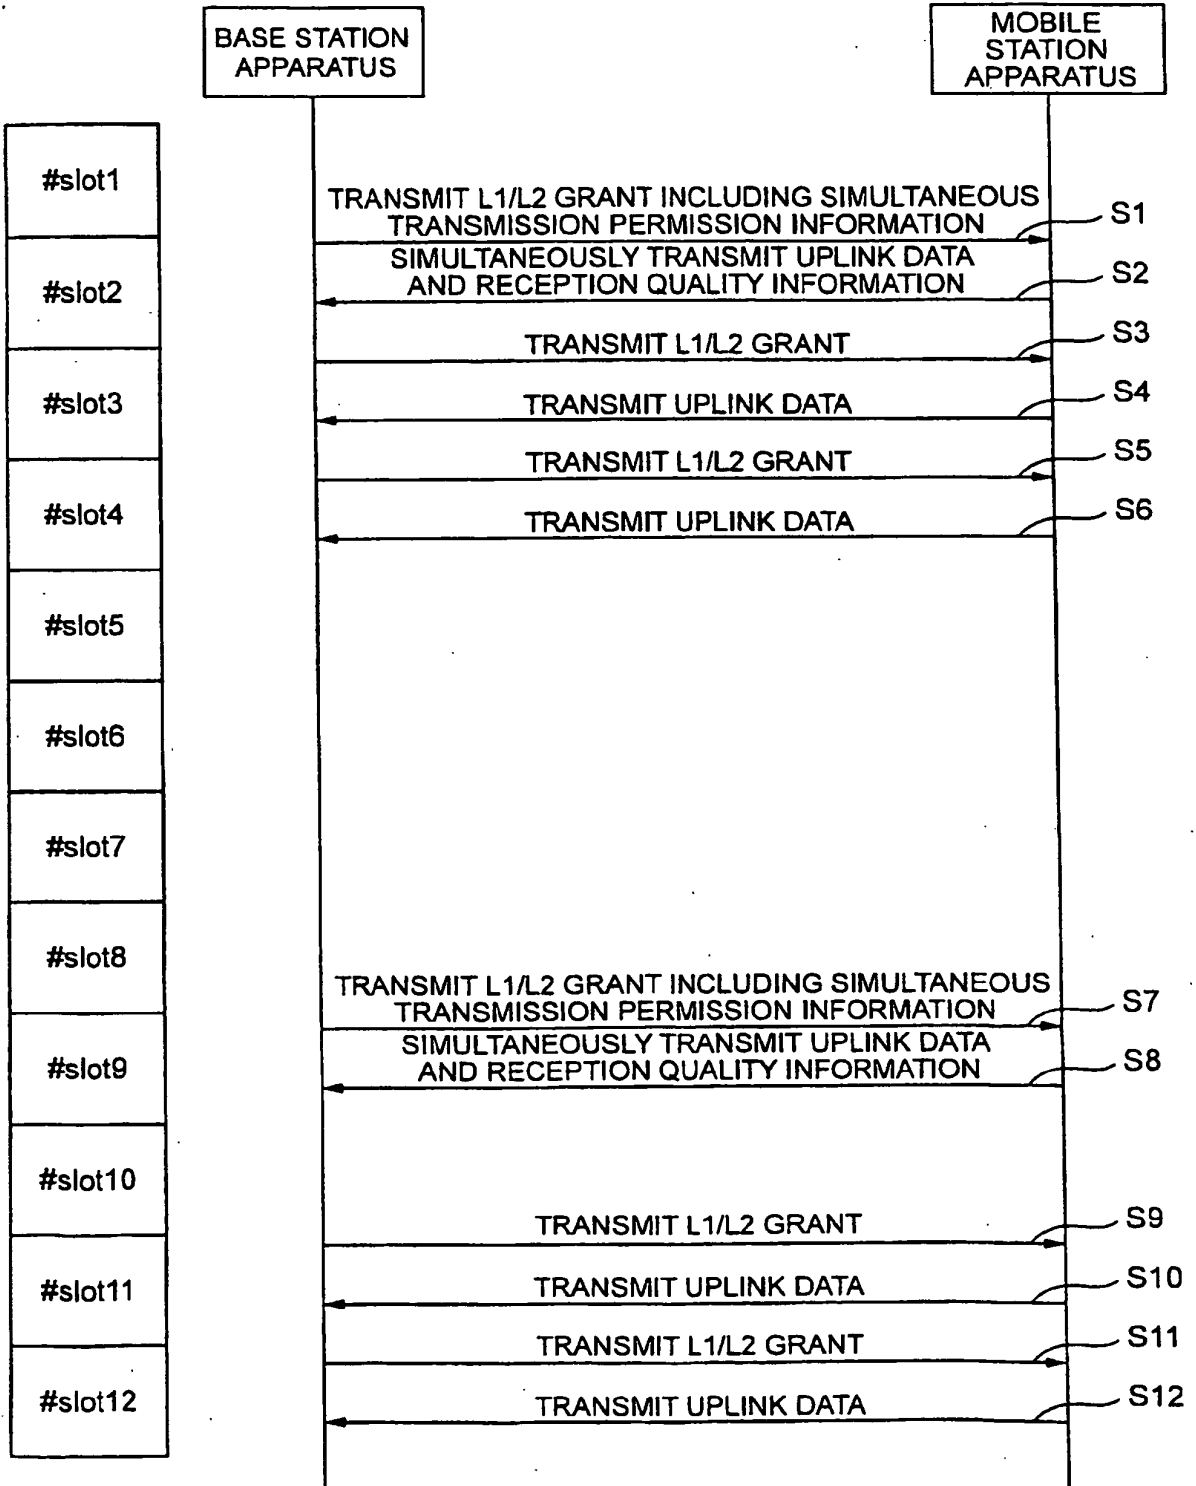 BASE STATION
APPARATUS
MOBILE
STATION
APPARATUS
#slot1
TRANSMIT L1/L2 GRANT INCLUDING SIMULTANEOUS
TRANSMISSION PERMISSION INFORMATION
S1
#slot2
SIMULTANEOUSLY TRANSMIT UPLINK DATA
AND RECEPTION QUALITY INFORMATION
S2
TRANSMIT L1/L2 GRANT
S3
#slot3
TRANSMIT UPLINK DATA
S4
TRANSMIT L1/L2 GRANT
S5
#slot4
TRANSMIT UPLINK DATA
S6
#slot5
#slot6
#slot7
#slot8
TRANSMIT L1/L2 GRANT INCLUDING SIMULTANEOUS
TRANSMISSION PERMISSION INFORMATION
S7
#slot9
SIMULTANEOUSLY TRANSMIT UPLINK DATA
AND RECEPTION QUALITY INFORMATION
S8
#slot10
TRANSMIT L1/L2 GRANT
S9
#slot11
TRANSMIT UPLINK DATA
S10
TRANSMIT L1/L2 GRANT
S11
#slot12
TRANSMIT UPLINK DATA
S12